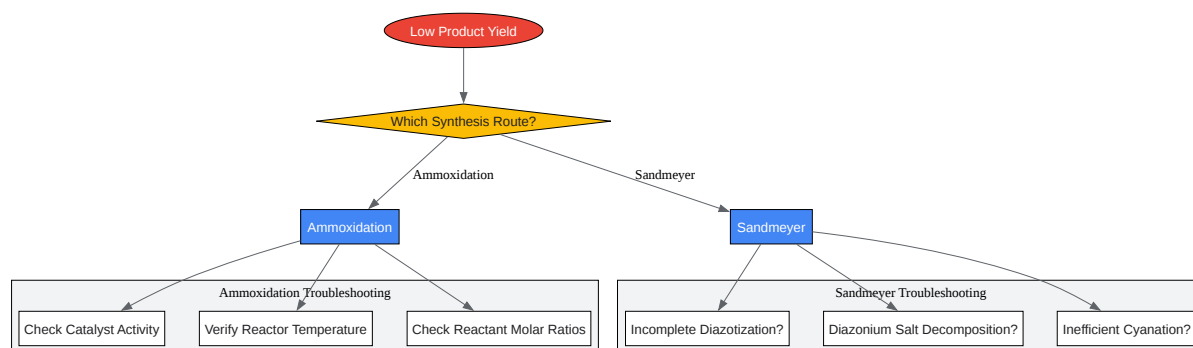 Low Product Yield
Which Synthesis Route?
Ammoxidation
Sandmeyer
Ammoxidation
Sandmeyer
Ammoxidation Troubleshooting
Sandmeyer Troubleshooting
Check Catalyst Activity
Verify Reactor Temperature
Check Reactant Molar Ratios
Incomplete Diazotization?
Diazonium Salt Decomposition?
Inefficient Cyanation?